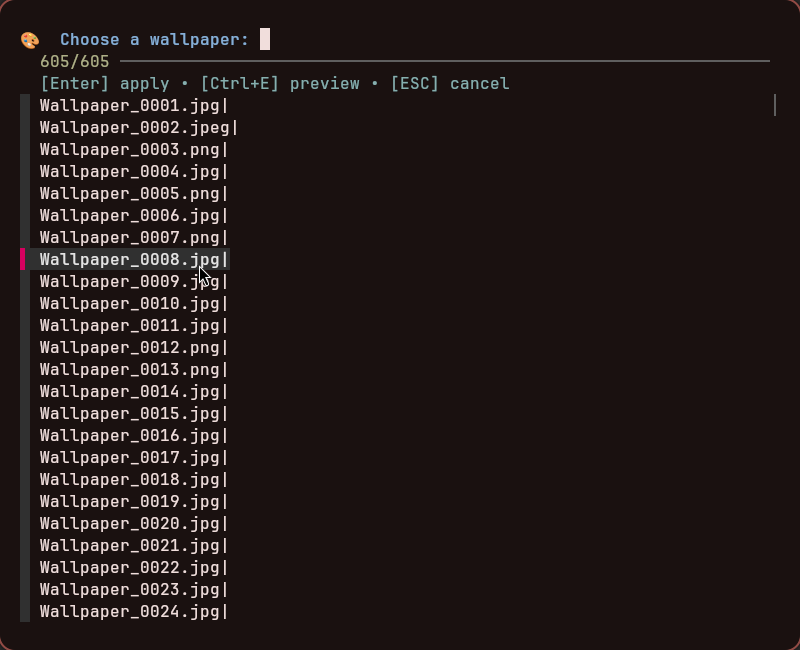 🎨 Choose a wallpaper:
605/605
[Enter] apply • [Ctrl+E] preview • [ESC] cancel
Wallpaper_0001.jpg|
Wallpaper_0002.jpeg|
Wallpaper_0003.png|
Wallpaper_0004.jpg|
Wallpaper_0005.png|
Wallpaper_0006.jpg|
Wallpaper_0007.png|
Wallpaper_0008.jpg|
Wallpaper_0009.jpg|
Wallpaper_0010.jpg|
Wallpaper_0011.jpg|
Wallpaper_0012.png|
Wallpaper_0013.png|
Wallpaper_0014.jpg|
Wallpaper_0015.jpg|
Wallpaper_0016.jpg|
Wallpaper_0017.jpg|
Wallpaper_0018.jpg|
Wallpaper_0019.jpg|
Wallpaper_0020.jpg|
Wallpaper_0021.jpg|
Wallpaper_0022.jpg|
Wallpaper_0023.jpg|
Wallpaper_0024.jpg|